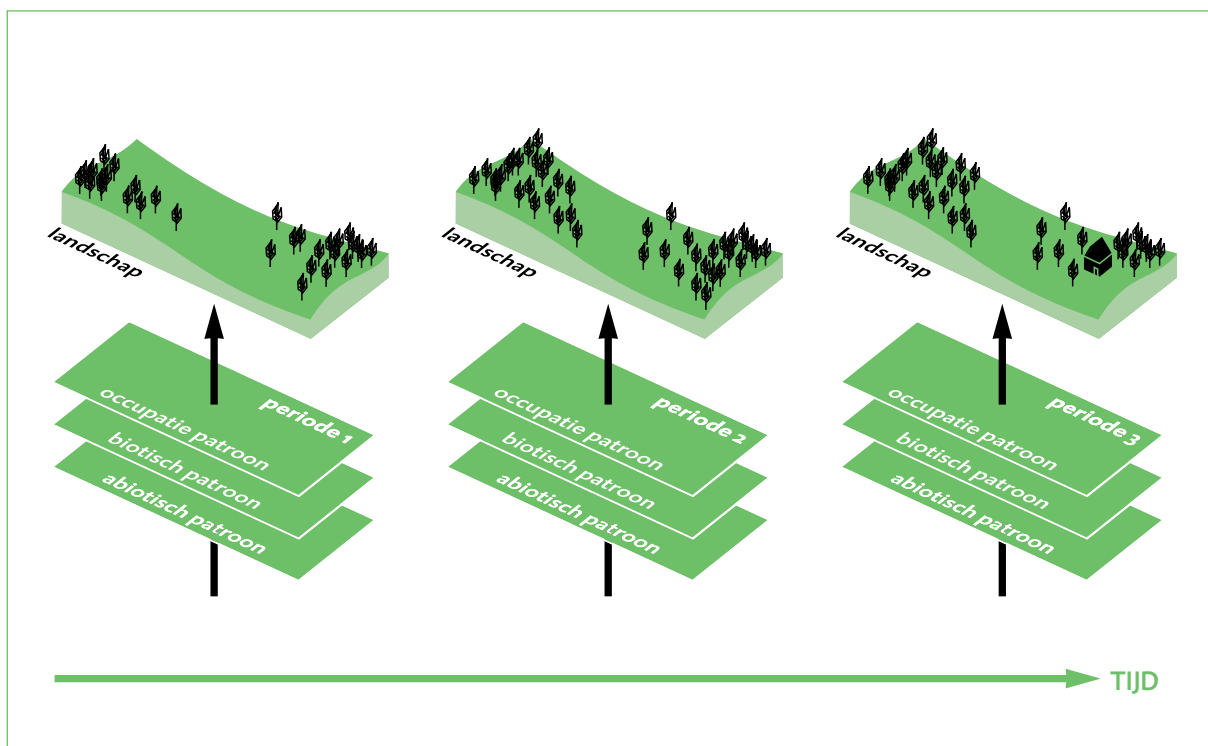 landschap
periode 1
occupatie patroon
biotisch patroon
abiotisch patroon
landschap
periode 2
occupatie patroon
biotisch patroon
abiotisch patroon
landschap
periode 3
occupatie patroon
biotisch patroon
abiotisch patroon
TIJD